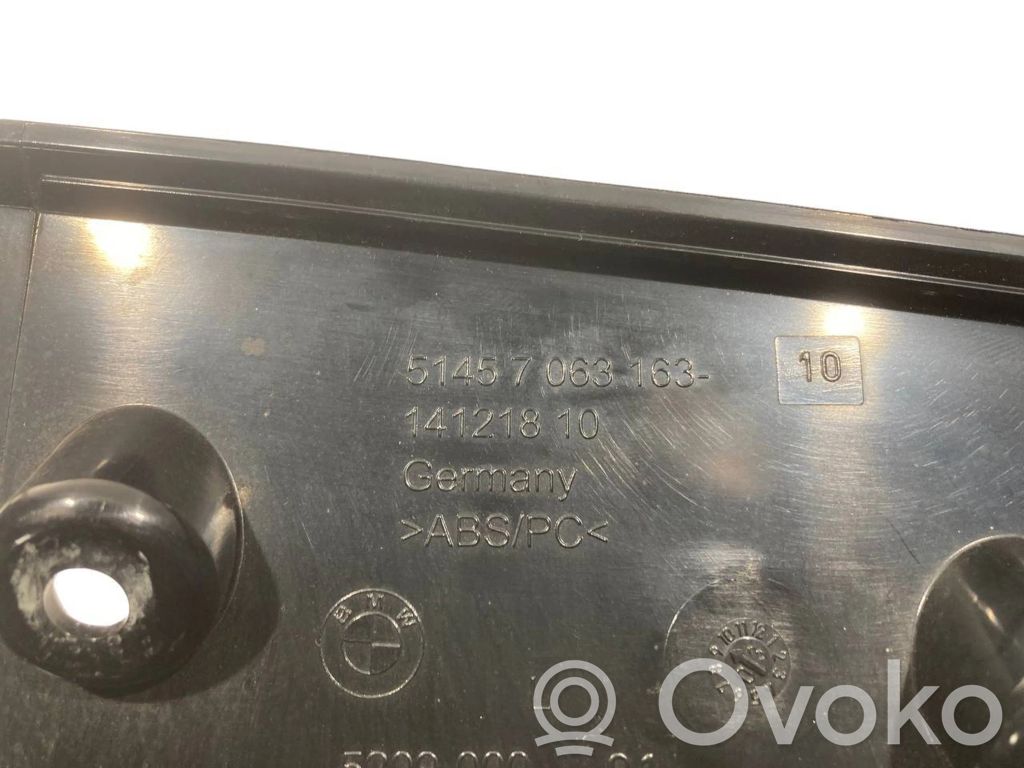 5145 7 063 163-
10
141218 10
Germany
>ABS/PC<
BMW
Ovoko